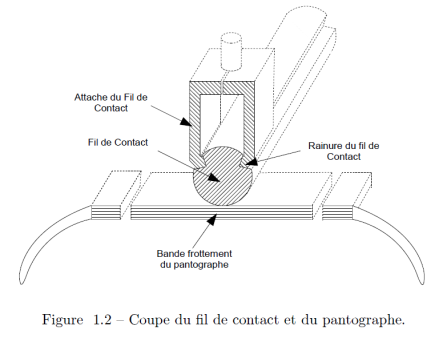 Attache du Fil de
Contact
Fil de Contact
Rainure du fil de
Contact
Bande frottement
du pantographe
Figure 1.2 – Coupe du fil de contact et du pantographe.